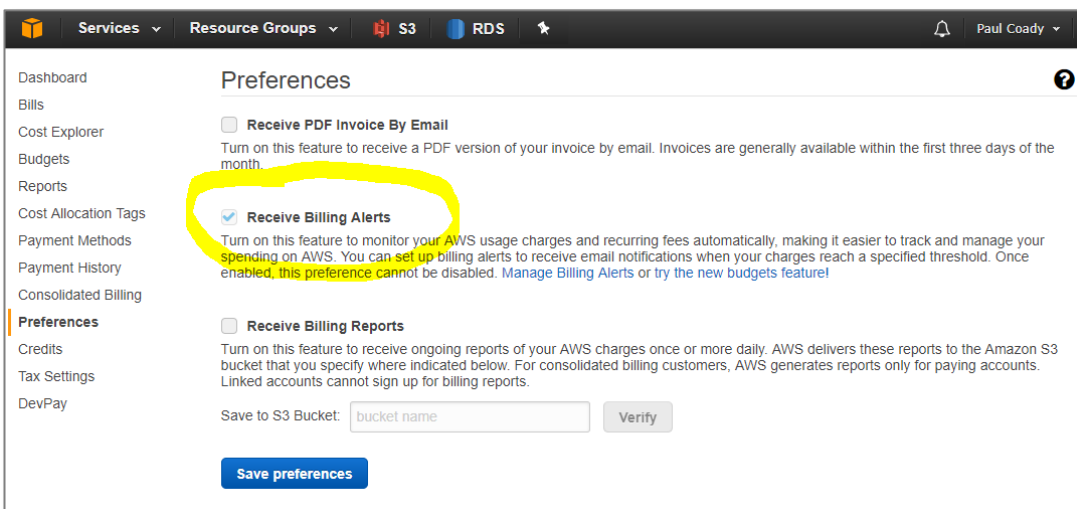 Services Resource Groups S3 RDS Paul Coady
Dashboard
Bills
Cost Explorer
Budgets
Reports
Cost Allocation Tags
Payment Methods
Payment History
Consolidated Billing
Preferences
Credits
Tax Settings
DevPay
Preferences ?
Receive PDF Invoice By Email
Turn on this feature to receive a PDF version of your invoice by email. Invoices are generally available within the first three days of the
month.
Receive Billing Alerts
Turn on this feature to monitor your AWS usage charges and recurring fees automatically, making it easier to track and manage your
spending on AWS. You can set up billing alerts to receive email notifications when your charges reach a specified threshold. Once
enabled, this preference cannot be disabled. Manage Billing Alerts or try the new budgets feature!
Receive Billing Reports
Turn on this feature to receive ongoing reports of your AWS charges once or more daily. AWS delivers these reports to the Amazon S3
bucket that you specify where indicated below. For consolidated billing customers, AWS generates reports only for paying accounts.
Linked accounts cannot sign up for billing reports.
Save to S3 Bucket: bucket name Verify
Save preferences